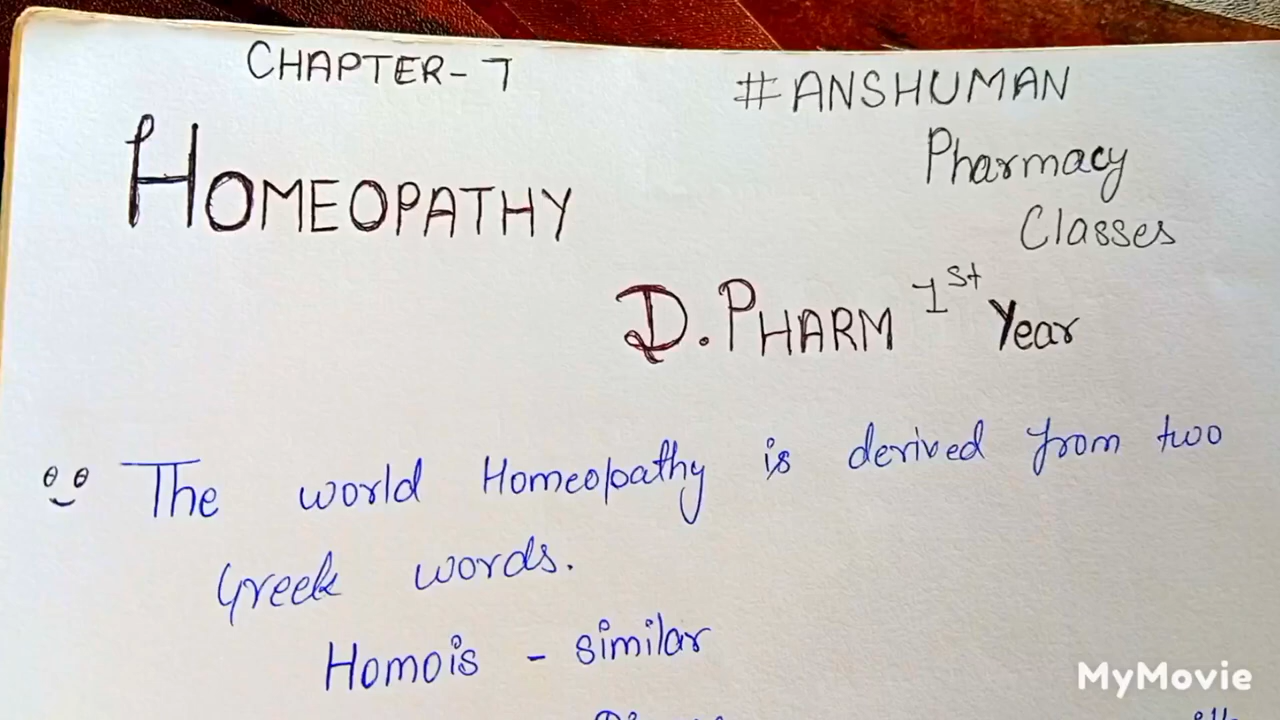 CHAPTER-7
#ANSHUMAN
Pharmacy
Classes
HOMEOPATHY
D.PHARM 1st Year
The world Homeopathy is derived from two
Greek words.
Homois - similar
MyMovie